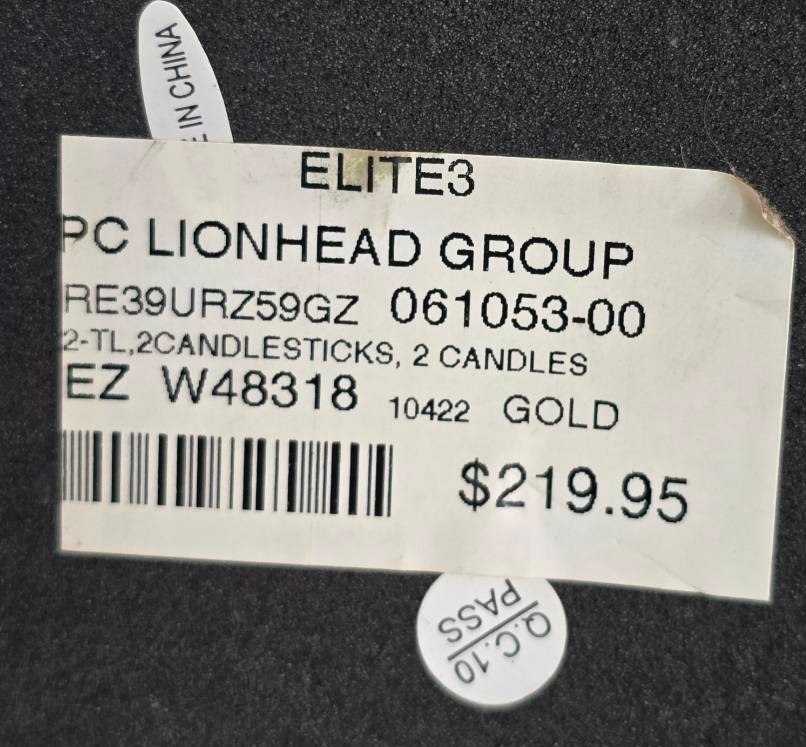 IN CHINA
ELITE3
PC LIONHEAD GROUP
RE39URZ59GZ 061053-00
2-TL,2CANDLESTICKS, 2 CANDLES
EZ W48318 10422 GOLD
$219.95
Q.C.10
PASS